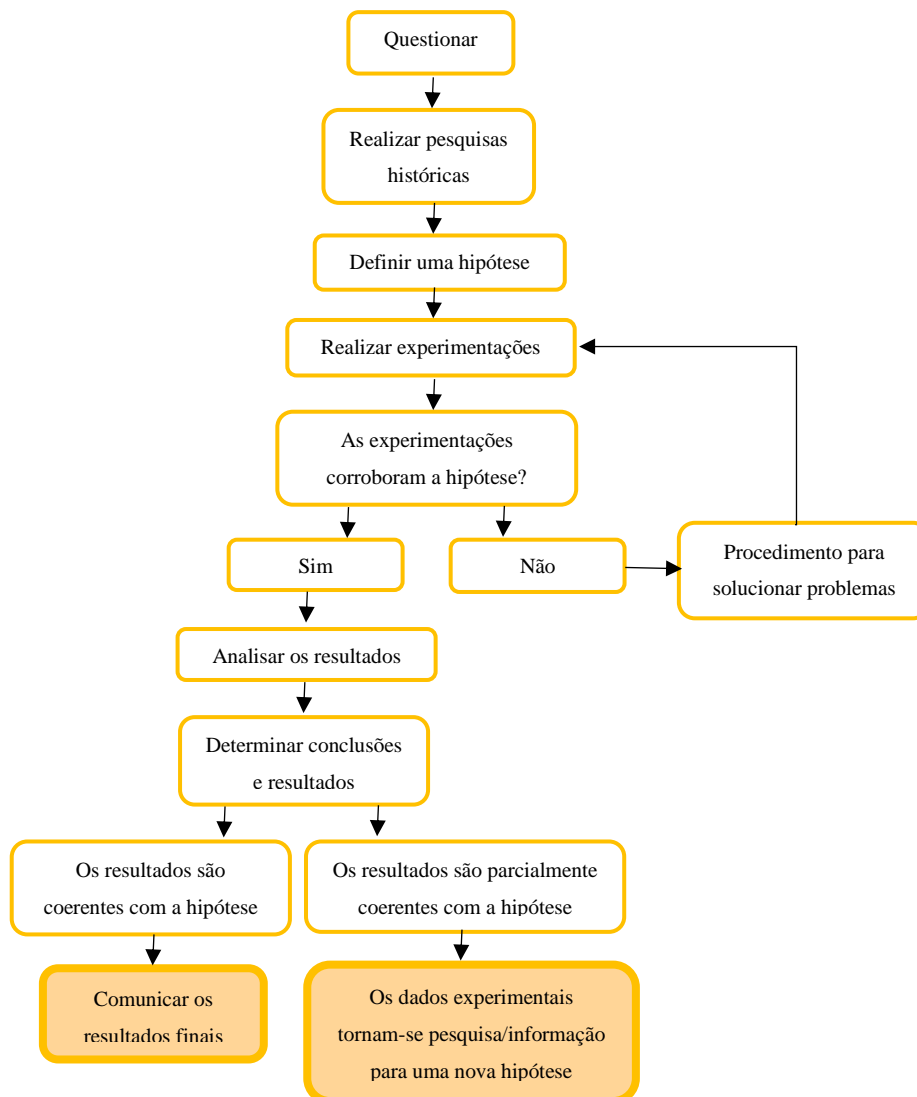 Questionar
Realizar pesquisas
históricas
Definir uma hipótese
Realizar experimentações
As experimentações
corroboram a hipótese?
Sim
Não
Procedimento para
solucionar problemas
Analisar os resultados
Determinar conclusões
e resultados
Os resultados são
coerentes com a hipótese
Os resultados são parcialmente
coerentes com a hipótese
Comunicar os
resultados finais
Os dados experimentais
tornam-se pesquisa/informação
para uma nova hipótese